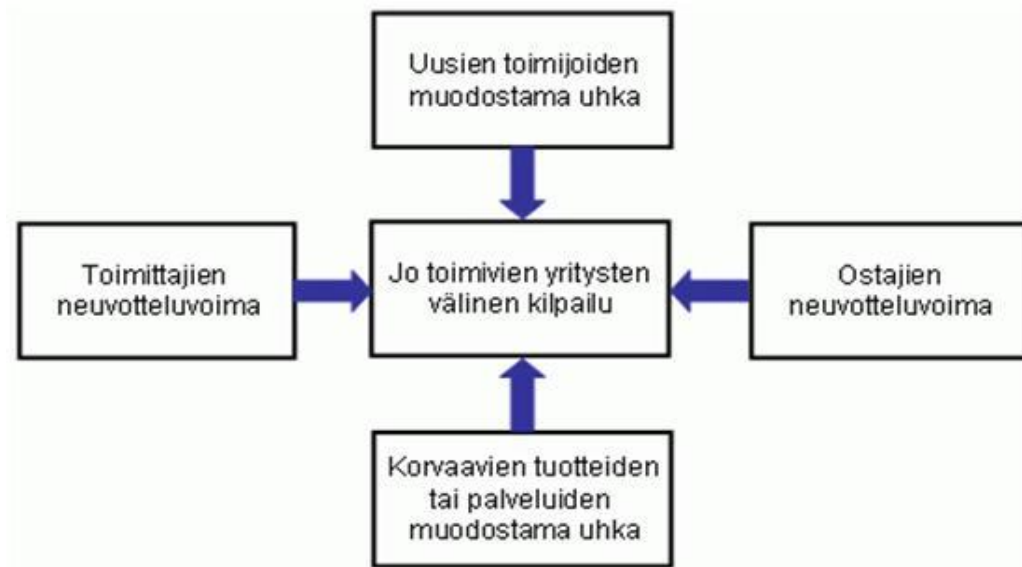 Uusien toimijoiden
muodostama uhka
Toimittajien
neuvotteluvoima
Jo toimivien yritysten
välinen kilpailu
Ostajien
neuvotteluvoima
Korvaavien tuotteiden
tai palveluiden
muodostama uhka